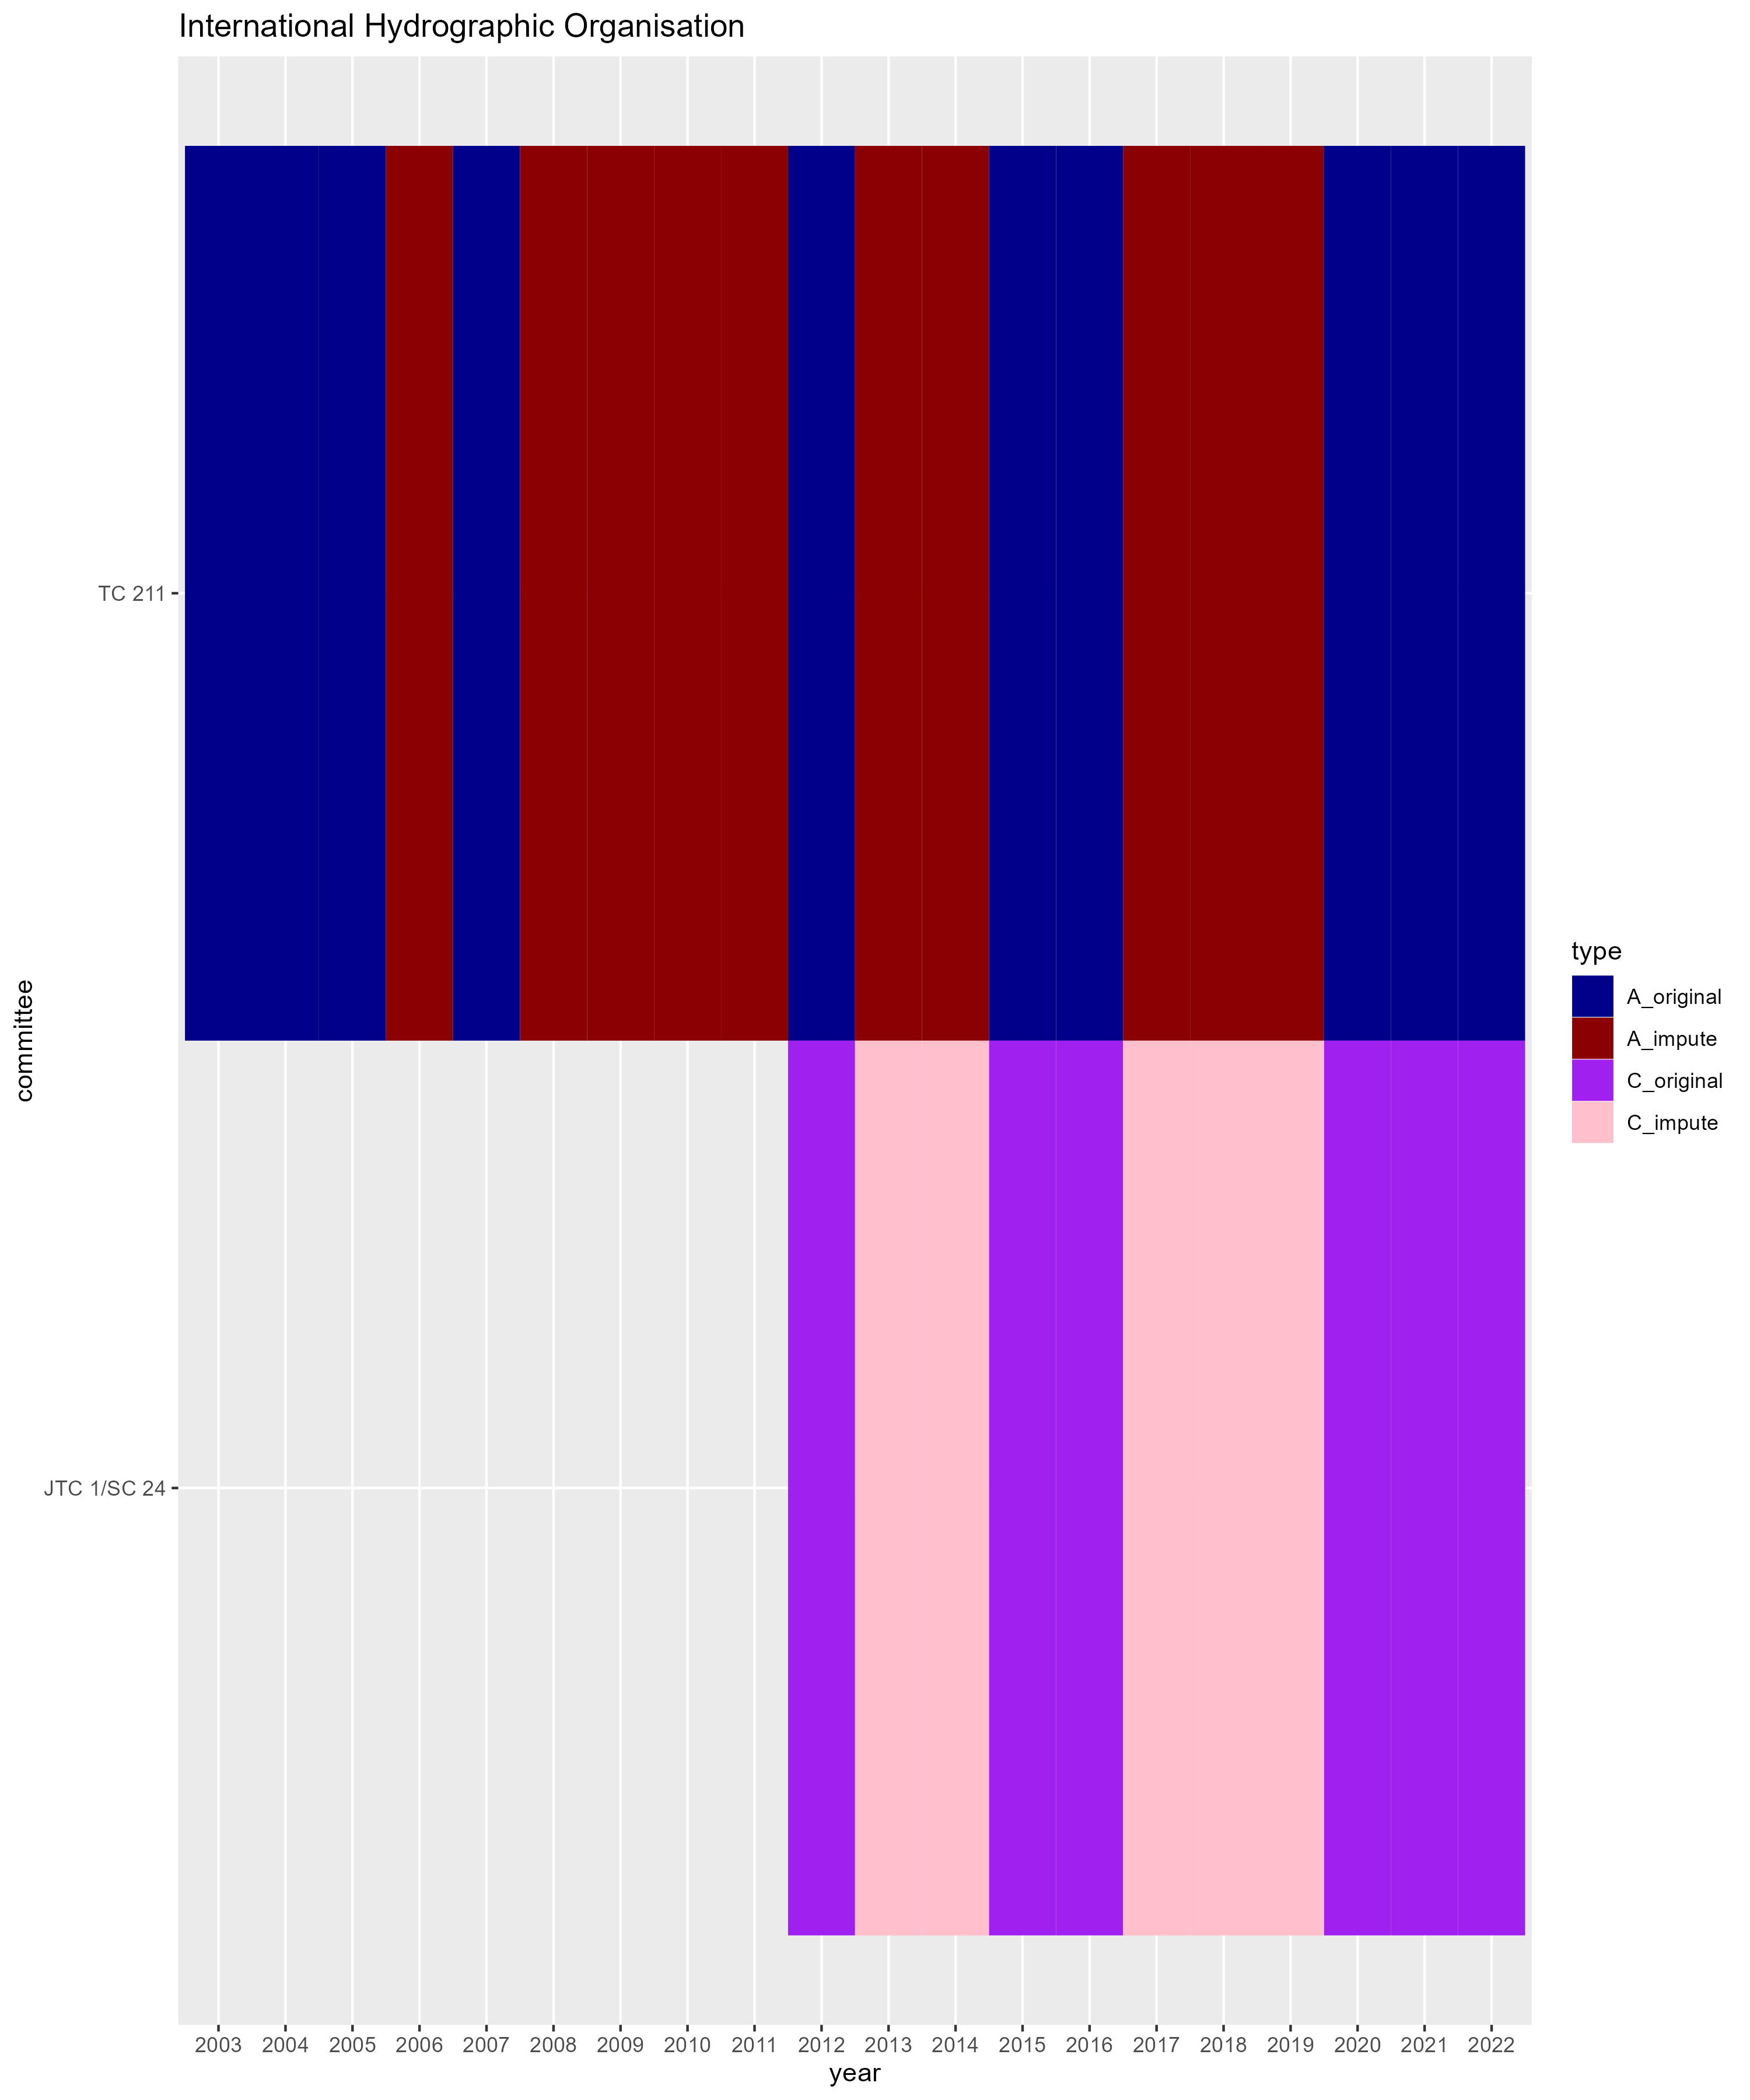 International Hydrographic Organisation
committee
TC 211
JTC 1/SC 24
2003 2004 2005 2006 2007 2008 2009 2010 2011 2012 2013 2014 2015 2016 2017 2018 2019 2020 2021 2022
year
type
A_original
A_impute
C_original
C_impute